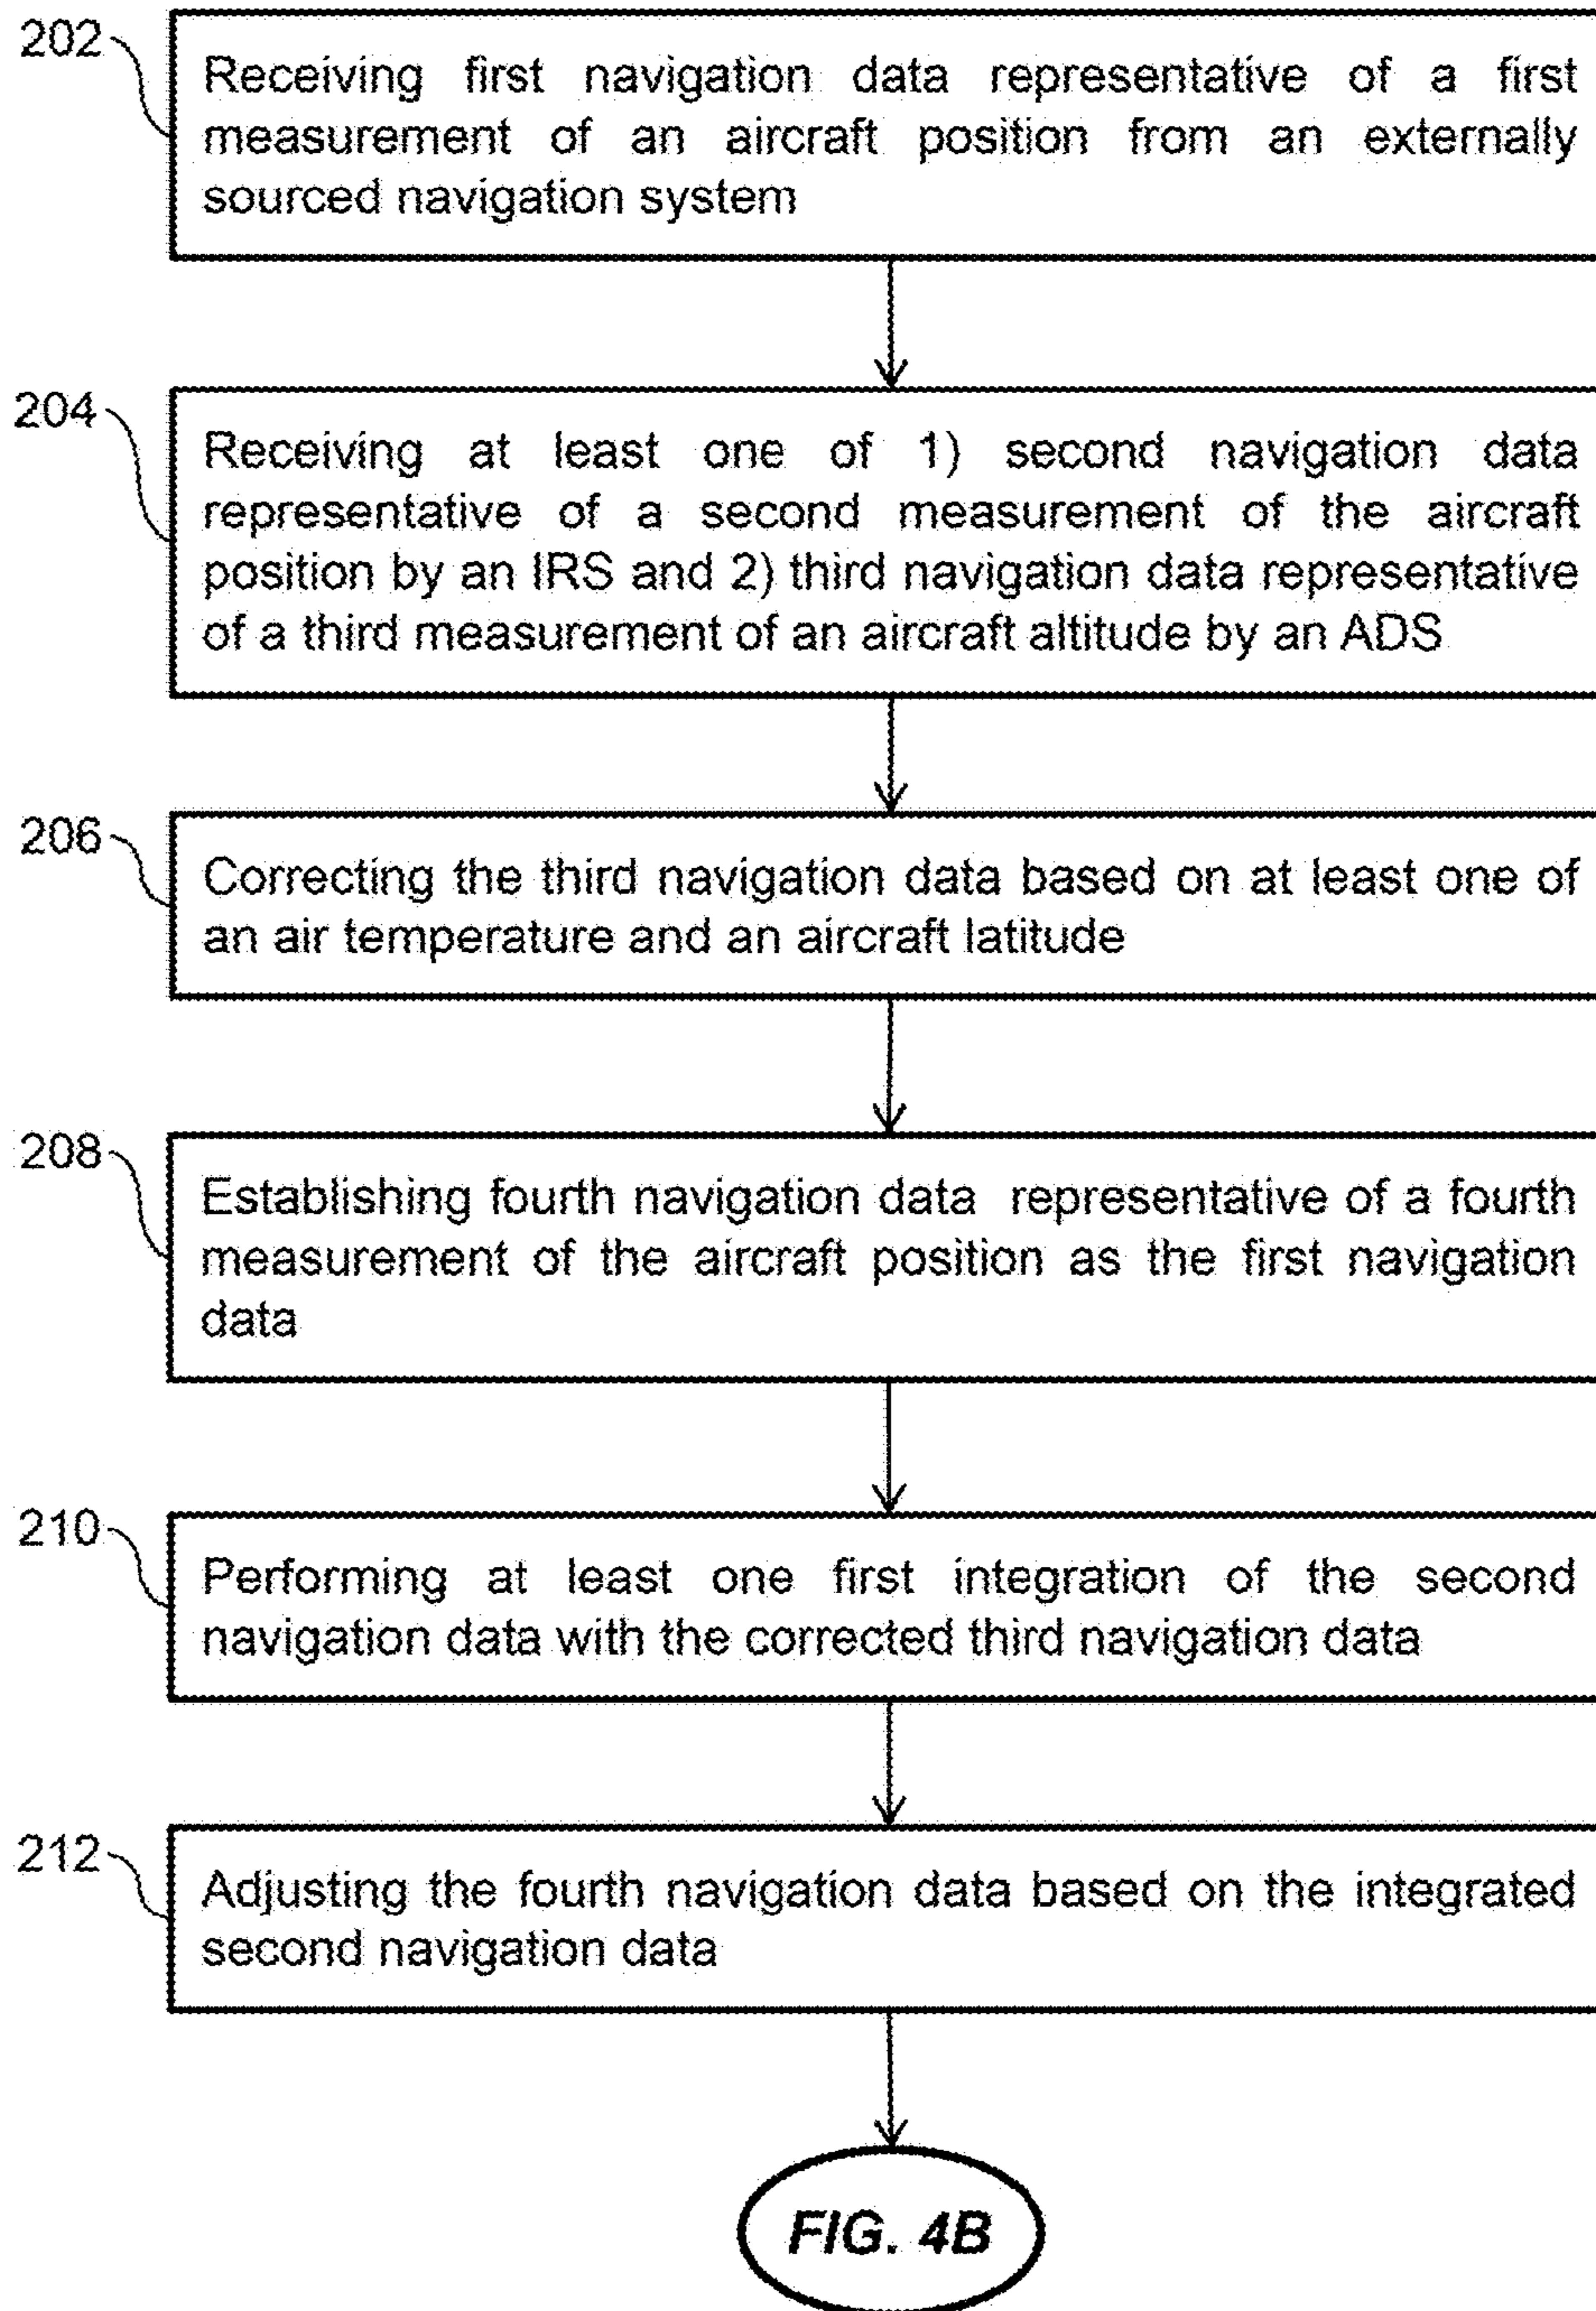 202
Receiving first navigation data representative of a first
measurement of an aircraft position from an externally
sourced navigation system
204
Receiving at least one of 1) second navigation data
representative of a second measurement of the aircraft
position by an IRS and 2) third navigation data representative
of a third measurement of an aircraft altitude by an ADS
206
Correcting the third navigation data based on at least one of
an air temperature and an aircraft latitude
208
Establishing fourth navigation data representative of a fourth
measurement of the aircraft position as the first navigation
data
210
Performing at least one first integration of the second
navigation data with the corrected third navigation data
212
Adjusting the fourth navigation data based on the integrated
second navigation data
FIG. 4B